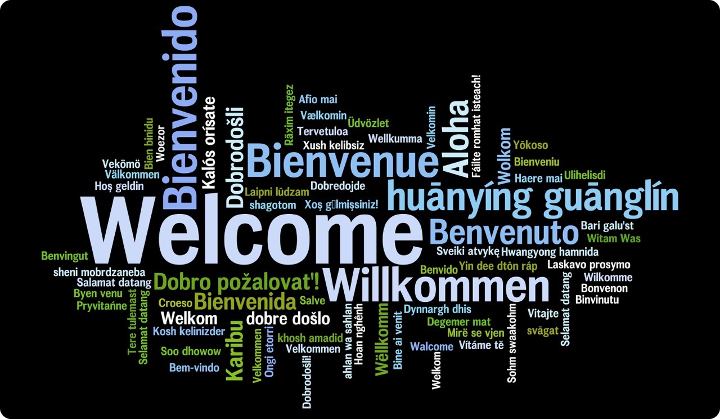 Bienvenido
Räxim itegez
Afio mai
Vælkomin
Üdvözlet
Tervetuloa
Wellkumma
Xush kelibsiz
Velkomin
Aloha
Fáilte romhat isteach!
Wolkom
Yōkoso
Bienveniu
Haere mai
Ulihelisdi
Bien binidu
Woezor
Kalós orísate
Dobrodošli
Bienvenue
Vekömö
Välkommen
Hoş geldin
Laipni lūdzam
Dobredojde
shagotom
Xoş gəlmişsiniz!
huānyíng guānglín
Welcome
Benvenuto
Bari galu'st
Witam Was
Sveiki atvykę
Hwangyong hamnida
Benvingut
sheni mobrdzaneba
Salamat datang
Byen venu
Pryvitańne
Dobro požalovat'!
Willkommen
Benvido
Yin dee dtôn ráp
Laskavo prosymo
Wilkomme
Bonvenon
Binvinutu
Croeso
Bienvenida
Salve
Welkom
dobre došlo
Tere tulemast
Selamat datang
Kosh kelinizder
Soo dhowow
Bem-vindo
Karibu
Velkommen
Ongi etorri
khosh amadid
Velkommen
Dobrodošli!
ahlan wa sahlan
Hoan nghênh
Wëllkomm
Bine ai venit
Dynnargh dhis
Degemer mat
Mirë se vjen
Walcome
Vítáme tě
Welkom
Sohm swaakohm
Vitajte
svāgat
Selamat datang